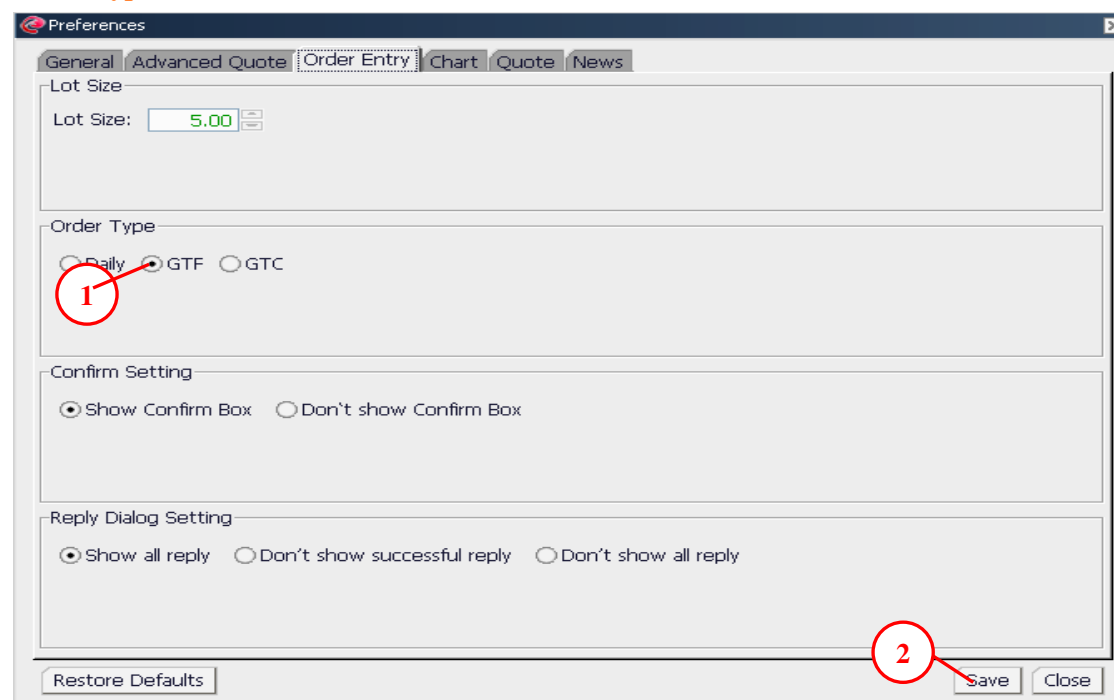 Preferences
General Advanced Quote Order Entry Chart Quote News
Lot Size
Lot Size: 5.00
Order Type
Daily GTF GTC
1
Confirm Setting
Show Confirm Box Don't show Confirm Box
Reply Dialog Setting
Show all reply Don't show successful reply Don't show all reply
2
Restore Defaults Save Close